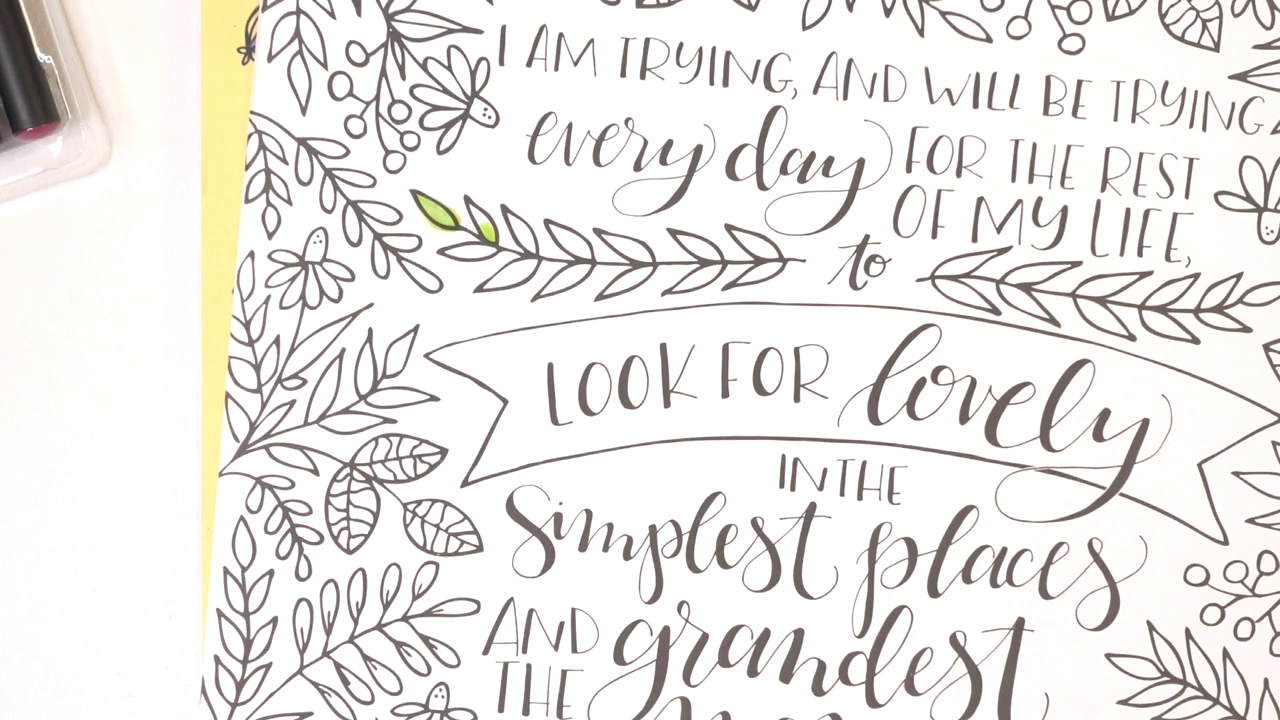 I AM TRYING, AND WILL BE TRYING
every day FOR THE REST
OF MY LIFE,
to
LOOK FOR lovely
IN THE
Simplest places
AND grandest
THE